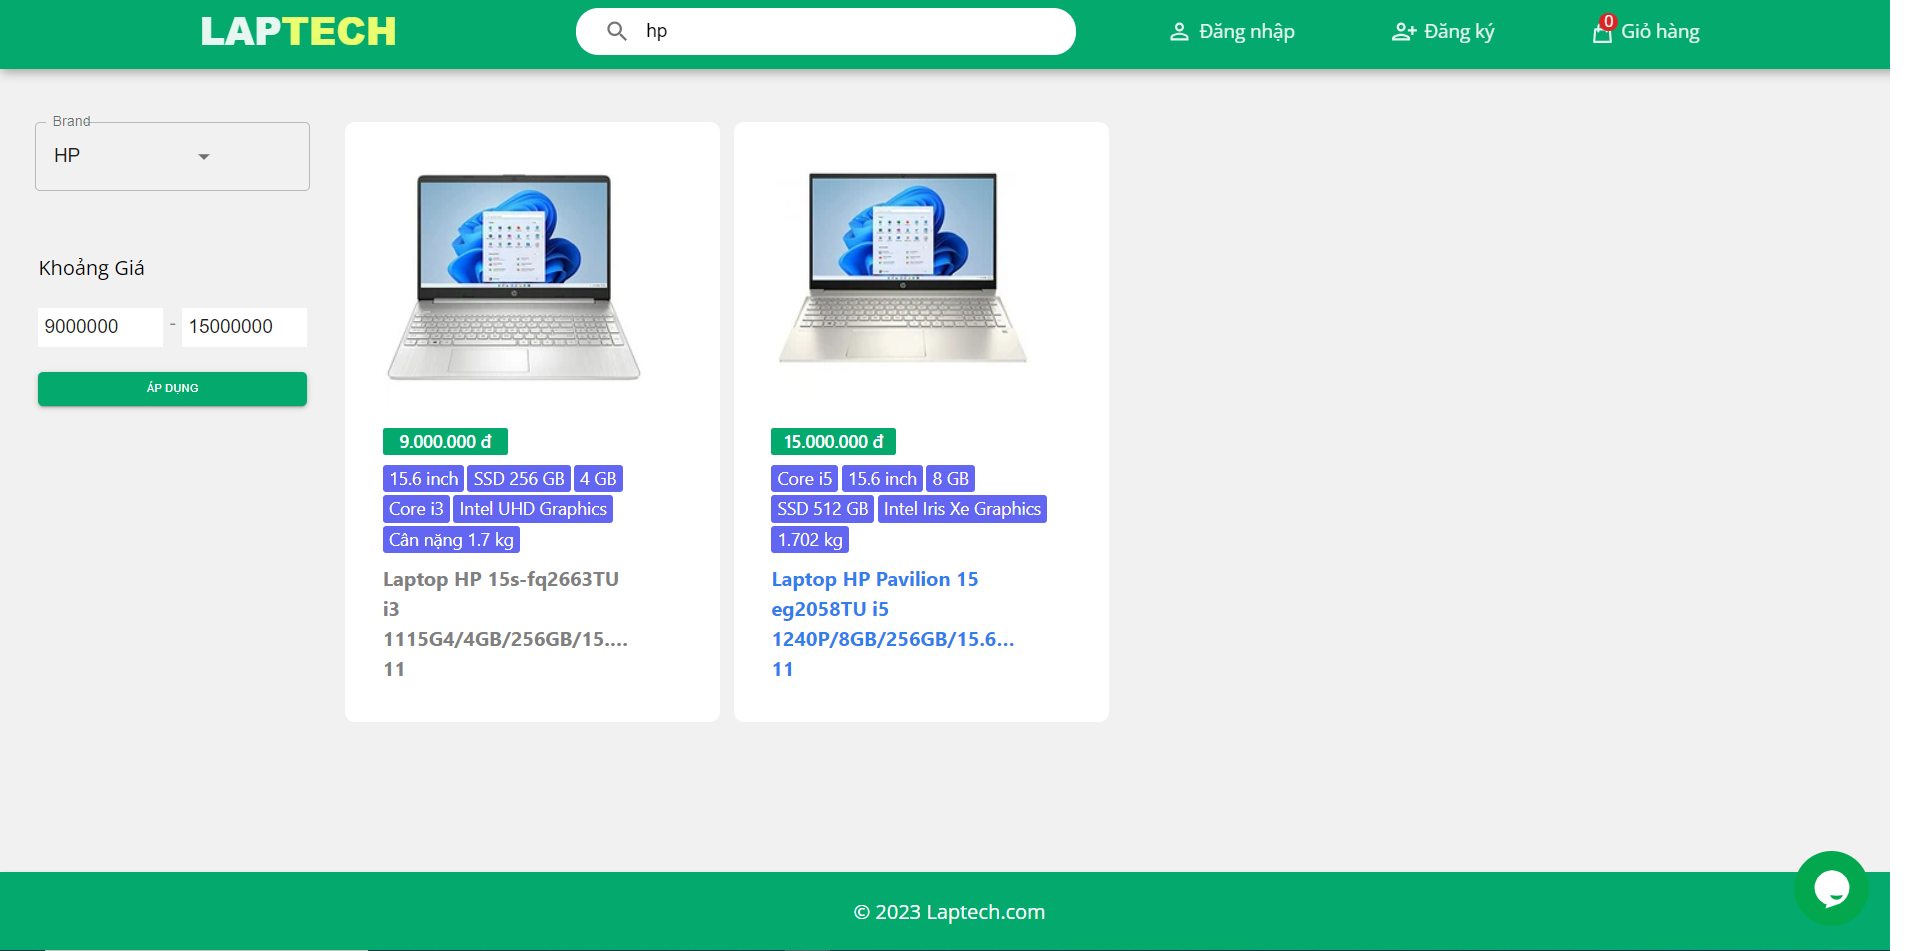 LAPTECH
hp
Đăng nhập
Đăng ký
0
Giỏ hàng
Brand
HP
Khoảng Giá
9000000 - 15000000
ÁP DỤNG
9.000.000 đ
15.6 inch SSD 256 GB 4 GB
Core i3 Intel UHD Graphics
Cân nặng 1.7 kg
Laptop HP 15s-fq2663TU
i3
1115G4/4GB/256GB/15....
11
15.000.000 đ
Core i5 15.6 inch 8 GB
SSD 512 GB Intel Iris Xe Graphics
1.702 kg
Laptop HP Pavilion 15
eg2058TU i5
1240P/8GB/256GB/15.6...
11
© 2023 Laptech.com